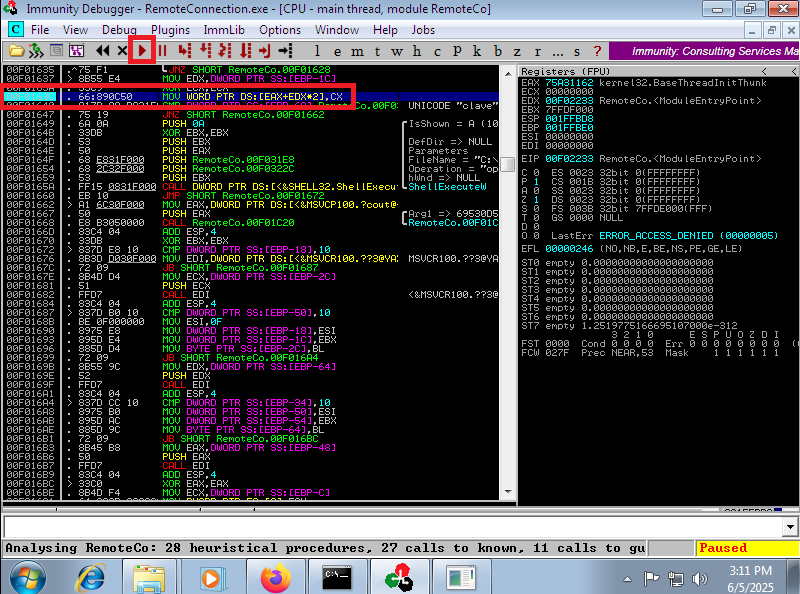 Immunity Debugger - RemoteConnection.exe - [CPU - main thread, module RemoteCo]
File View Debug Plugins ImmLib Options Window Help Jobs
l e m t w h c p k b z r ... s ?
Immunity: Consulting Services Ma
00F01635 .^75 F1 JNZ SHORT RemoteCo.00F01628
00F01637 > 8B55 E4 MOV EDX,DWORD PTR SS:[EBP-1C]
. 66:890C50 MOV WORD PTR DS:[EAX+EDX*2],CX
UNICODE "clave"
00F01647 . 75 19 JNZ SHORT RemoteCo.00F01662
00F01649 . 6A 0A PUSH 0A
IsShown = A (10
00F0164B . 33DB XOR EBX,EBX
. 53 PUSH EBX
DefDir => NULL
. 53 PUSH EBX
Parameters
00F0164F . 68 E831F000 PUSH RemoteCo.00F031E8
FileName = "C:\
. 68 2C32F000 PUSH RemoteCo.00F0322C
Operation = "op
. 53 PUSH EBX
hWnd => NULL
. FF15 0831F000 CALL DWORD PTR DS:[<&SHELL32.ShellExecu
ShellExecuteW
. EB 10 JMP SHORT RemoteCo.00F01672
00F01662 > A1 6C30F000 MOV EAX,DWORD PTR DS:[<&MSVCP100.?cout@
. 50 PUSH EAX
Arg1 => 69530D5
00F01668 . E8 B3050000 CALL RemoteCo.00F01C20
RemoteCo.00F01C
. 83C4 04 ADD ESP,4
00F01670 . 33DB XOR EBX,EBX
00F01672 > 837D E8 10 CMP DWORD PTR SS:[EBP-18],10
00F01676 . 8B3D D030F000 MOV EDI,DWORD PTR DS:[<&MSVCR100.??3@YA
MSVCR100.??3@YA
. 72 09 JB SHORT RemoteCo.00F01687
. 8B4D D4 MOV ECX,DWORD PTR SS:[EBP-2C]
. 51 PUSH ECX
. FFD7 CALL EDI
<&MSVCR100.??30
00F01684 . 83C4 04 ADD ESP,4
00F01687 > 837D B0 10 CMP DWORD PTR SS:[EBP-50],10
. BE 0F000000 MOV ESI,0F
00F01690 . 8975 E8 MOV DWORD PTR SS:[EBP-18],ESI
00F01693 . 895D E4 MOV DWORD PTR SS:[EBP-1C],EBX
00F01696 . 885D D4 MOV BYTE PTR SS:[EBP-2C],BL
00F01699 . 72 09 JB SHORT RemoteCo.00F016A4
. 8B55 9C MOV EDX,DWORD PTR SS:[EBP-64]
. 52 PUSH EDX
. FFD7 CALL EDI
00F016A1 . 83C4 04 ADD ESP,4
00F016A4 > 837D CC 10 CMP DWORD PTR SS:[EBP-34],10
00F016A8 . 8975 B0 MOV DWORD PTR SS:[EBP-50],ESI
00F016AB . 895D AC MOV DWORD PTR SS:[EBP-54],EBX
00F016AE . 885D 9C MOV BYTE PTR SS:[EBP-64],BL
00F016B1 . 72 09 JB SHORT RemoteCo.00F016BC
00F016B3 . 8B45 B8 MOV EAX,DWORD PTR SS:[EBP-48]
00F016B6 . 50 PUSH EAX
00F016B7 . FFD7 CALL EDI
00F016B9 . 83C4 04 ADD ESP,4
00F016BC > 33C0 XOR EAX,EAX
. 8B4D F4 MOV ECX,DWORD PTR SS:[EBP-C]
Registers (FPU) < <
EAX 75A31162 kernel32.BaseThreadInitThunk
ECX 00000000
EDX 00F02233 RemoteCo.<ModuleEntryPoint>
EBX 7FFDF000
ESP 001FFBD8
EBP 001FFBE0
ESI 00000000
EDI 00000000
EIP 00F02233 RemoteCo.<ModuleEntryPoint>
C 0 ES 0023 32bit 0(FFFFFFFF)
P 1 CS 001B 32bit 0(FFFFFFFF)
A 0 SS 0023 32bit 0(FFFFFFFF)
Z 1 DS 0023 32bit 0(FFFFFFFF)
S 0 FS 003B 32bit 7FFDE000(FFF)
T 0 GS 0000 NULL
D 0
O 0 LastErr ERROR_ACCESS_DENIED (00000005)
EFL 00000246 (NO,NB,E,BE,NS,PE,GE,LE)
ST0 empty 0.0000000000000000000
ST1 empty 0.0000000000000000000
ST2 empty 0.0000000000000000000
ST3 empty 0.0000000000000000000
ST4 empty 0.0000000000000000000
ST5 empty 0.0000000000000000000
ST6 empty 0.0000000000000000000
ST7 empty 1.2519775166695107000e-312
3 2 1 0 E S P U O Z D I
FST 0000 Cond 0 0 0 0 Err 0 0 0 0 0 0 0 0
FCW 027F Prec NEAR,53 Mask 1 1 1 1 1 1
Analysing RemoteCo: 28 heuristical procedures, 27 calls to known, 11 calls to gu
Paused
3:11 PM
6/5/2025